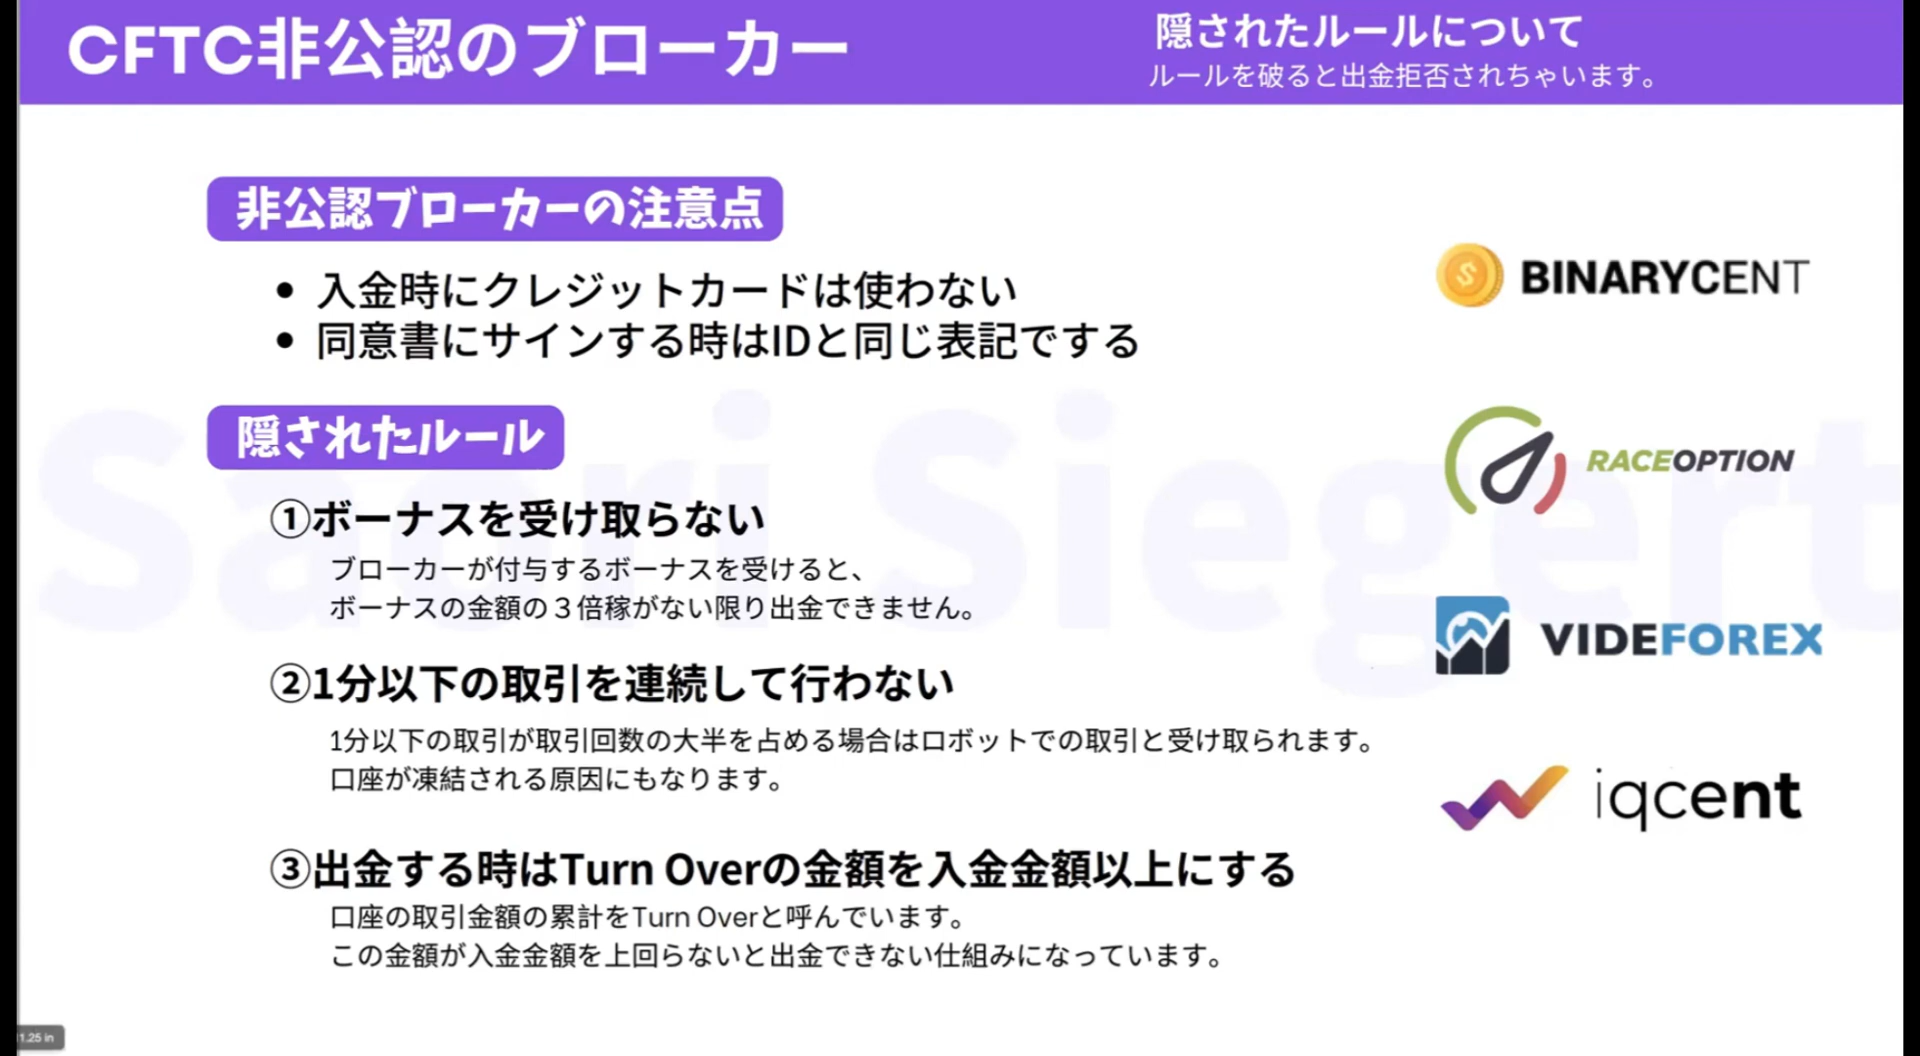 CFTC非公認のブローカー
隠されたルールについて
ルールを破ると出金拒否されちゃいます。
非公認ブローカーの注意点
• 入金時にクレジットカードは使わない
• 同意書にサインする時はIDと同じ表記でする
隠されたルール
①ボーナスを受け取らない
ブローカーが付与するボーナスを受けると、
ボーナスの金額の３倍稼がない限り出金できません。
②1分以下の取引を連続して行わない
1分以下の取引が取引回数の大半を占める場合はロボットでの取引と受け取られます。
口座が凍結される原因にもなります。
③出金する時はTurn Overの金額を入金金額以上にする
口座の取引金額の累計をTurn Overと呼んでいます。
この金額が入金金額を上回らないと出金できない仕組みになっています。
BINARYCENT
RACEOPTION
VIDEFOREX
iqcent
Saori Siegert
11.25 in